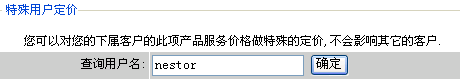 特殊用户定价
您可以对您的下属客户的此项产品服务价格做特殊的定价,不会影响其它的客户.
查询用户名: nestor 确定